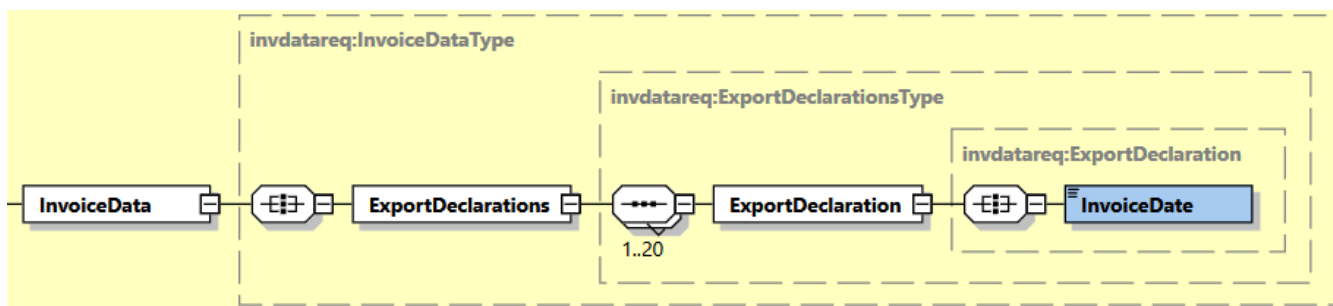 invdatareq:InvoiceDataType
invdatareq:ExportDeclarationsType
invdatareq:ExportDeclaration
InvoiceData
ExportDeclarations
ExportDeclaration
InvoiceDate
1..20